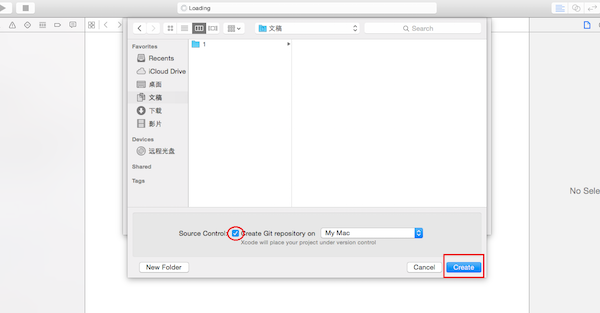 Loading
文稿
Search
Favorites
Recents
iCloud Drive
桌面
文稿
下载
影片
Devices
远程光盘
Shared
Tags
1
No Sele
Source Control:
Create Git repository on
My Mac
Xcode will place your project under version control
New Folder
Cancel
Create